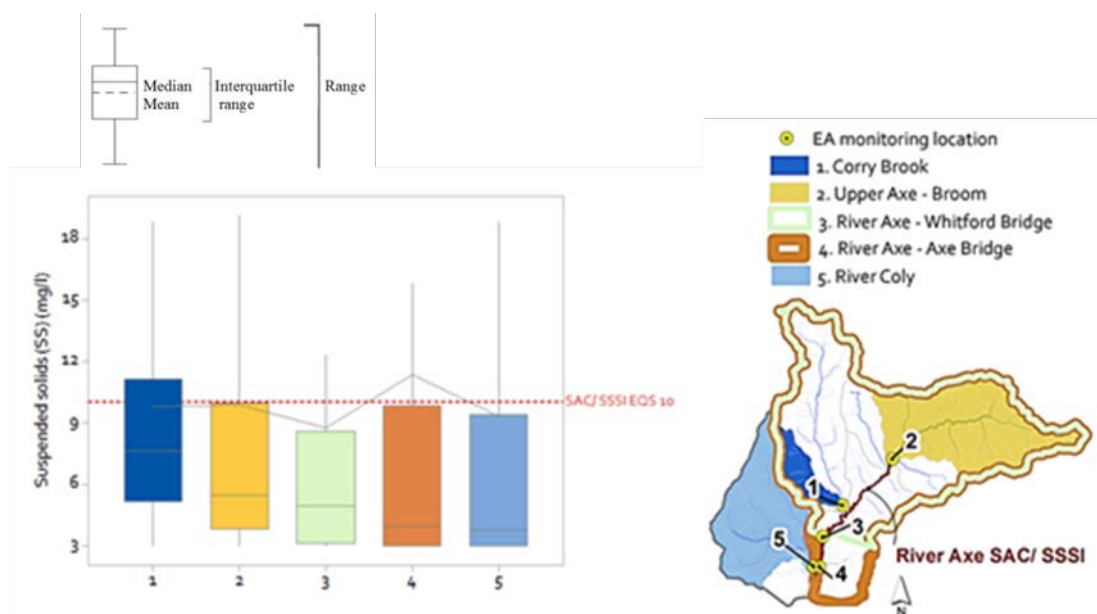 Median
Mean
Interquartile
range
Range
Suspended solids (SS) (mg/l)
18
15
12
9
6
3
SAC/ SSSI EQS 10
1
2
3
4
5
EA monitoring location
1. Corry Brook
2. Upper Axe - Broom
3. River Axe - Whitford Bridge
4. River Axe - Axe Bridge
5. River Coly
2
1
3
5
4
River Axe SAC/ SSSI
N